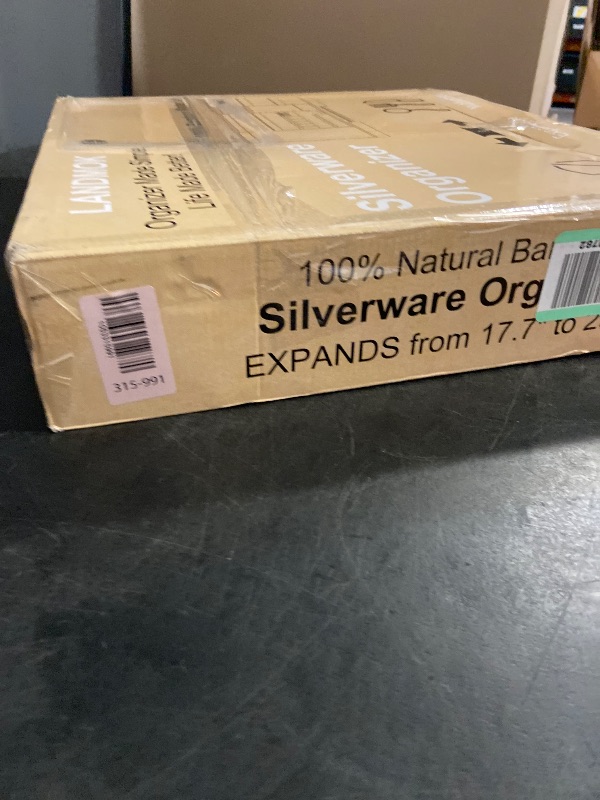 LANDNOK
Organizer Made Simple
Life Made Better
Silverware
Organizer
100% Natural Ba
Silverware Org
EXPANDS from 17.7" to 2
315-991